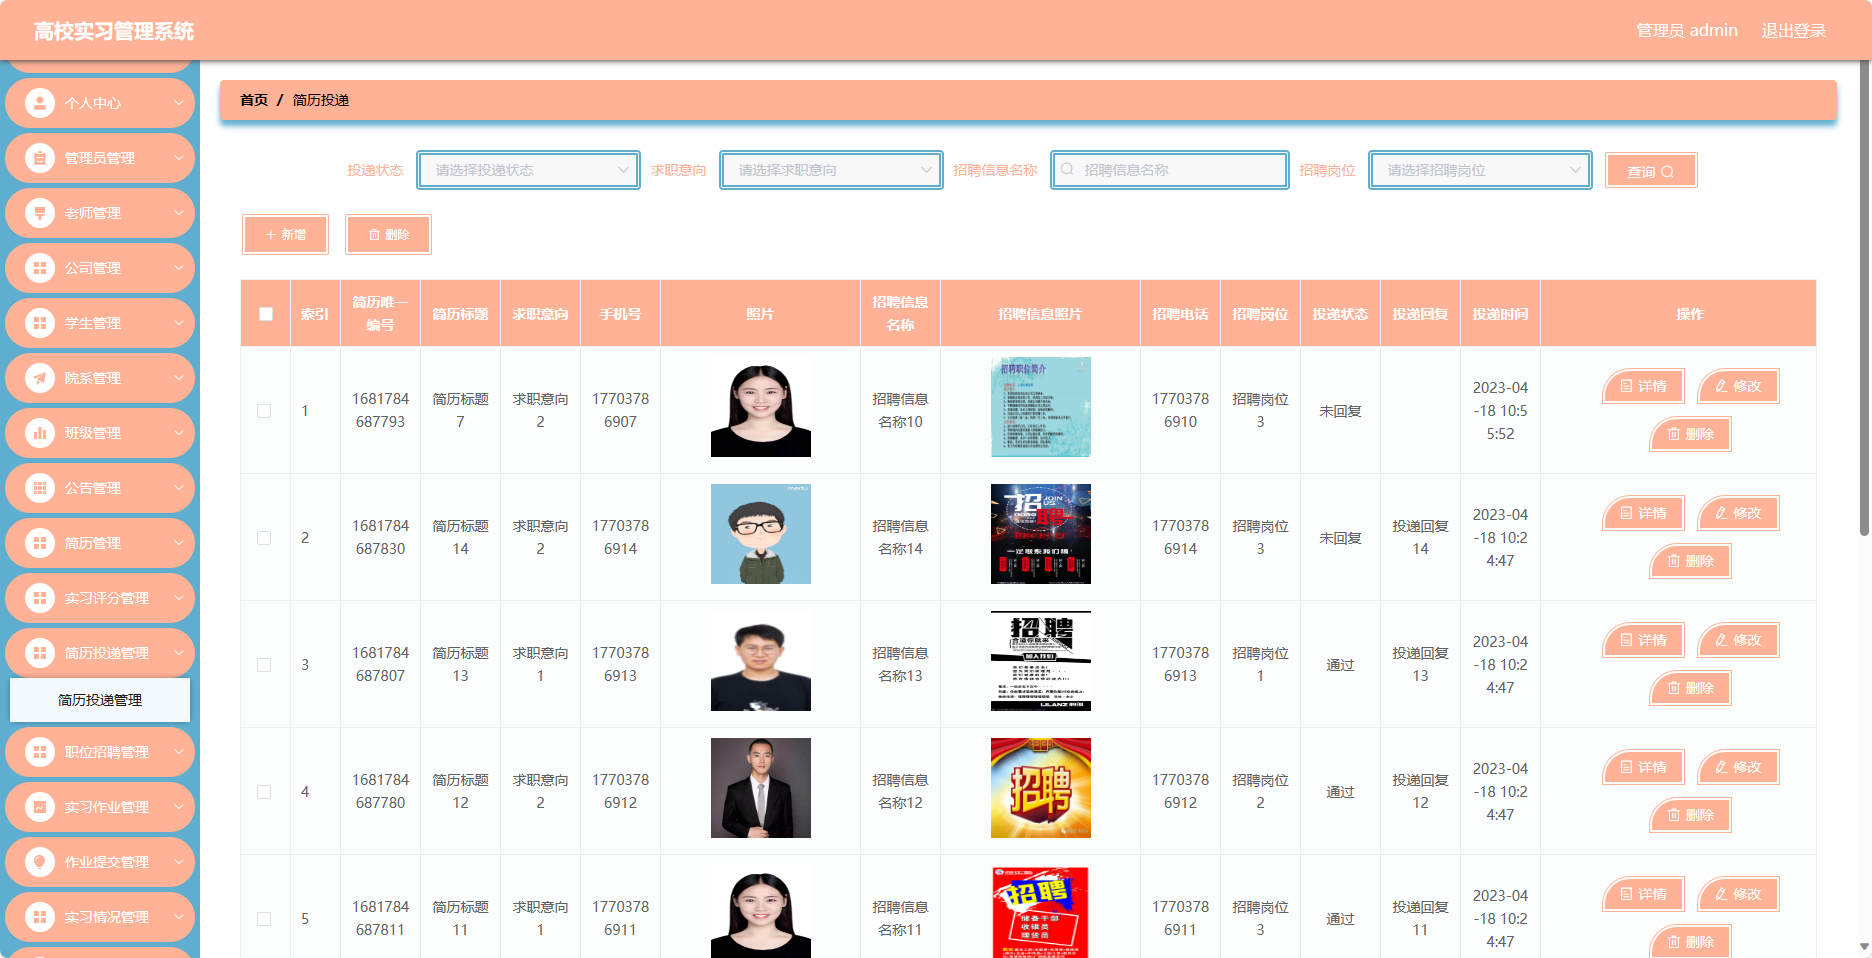 高校实习管理系统
管理员 admin
退出登录
个人中心
管理员管理
老师管理
公司管理
学生管理
院系管理
班级管理
公告管理
简历管理
实习评分管理
简历投递管理
简历投递管理
职位招聘管理
实习作业管理
作业提交管理
实习情况管理
首页 / 简历投递
投递状态 请选择投递状态 求职意向 请选择求职意向 招聘信息名称 招聘信息名称 招聘岗位 请选择招聘岗位 查询
新增 删除
索引 简历唯一编号 简历标题 求职意向 手机号 照片 招聘信息名称 招聘信息照片 招聘电话 招聘岗位 投递状态 投递回复 投递时间 操作
1 1681784687793 简历标题7 求职意向2 17703786907 招聘信息名称10 招聘职位简介 17703786910 招聘岗位3 未回复 2023-04-18 10:55:52 详情 修改 删除
2 1681784687830 简历标题14 求职意向2 17703786914 招聘信息名称14 招聘 JOIN US 17703786914 招聘岗位3 未回复 投递回复14 2023-04-18 10:24:47 详情 修改 删除
3 1681784687807 简历标题13 求职意向1 17703786913 招聘信息名称13 招聘 加入我们 LILANZ 17703786913 招聘岗位1 通过 投递回复13 2023-04-18 10:24:47 详情 修改 删除
4 1681784687780 简历标题12 求职意向2 17703786912 招聘信息名称12 招聘 17703786912 招聘岗位2 通过 投递回复12 2023-04-18 10:24:47 详情 修改 删除
5 1681784687811 简历标题11 求职意向1 17703786911 招聘信息名称11 招聘 储备干部 收银员 理货员 17703786911 招聘岗位3 通过 投递回复11 2023-04-18 10:24:47 详情 修改 删除